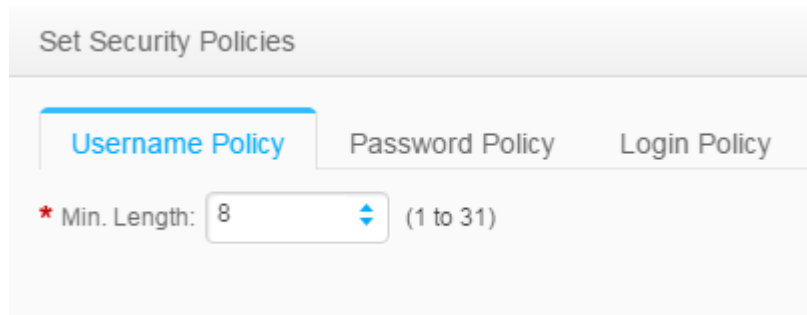 Set Security Policies
Username Policy Password Policy Login Policy
* Min. Length: 8 (1 to 31)